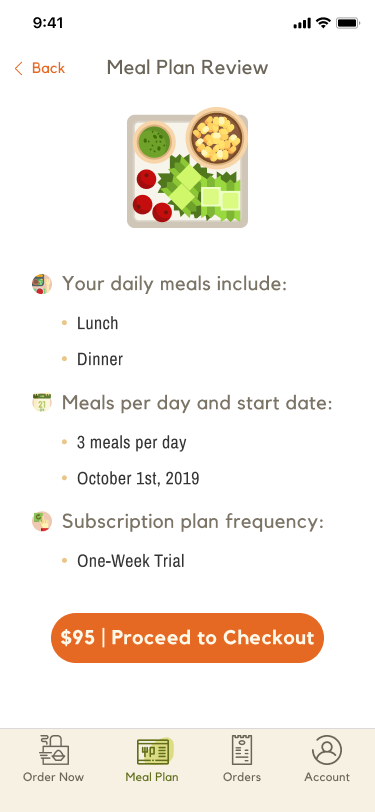 9:41
Back
Meal Plan Review
Your daily meals include:
Lunch
Dinner
Meals per day and start date:
3 meals per day
October 1st, 2019
Subscription plan frequency:
One-Week Trial
$95 | Proceed to Checkout
Order Now
Meal Plan
Orders
Account